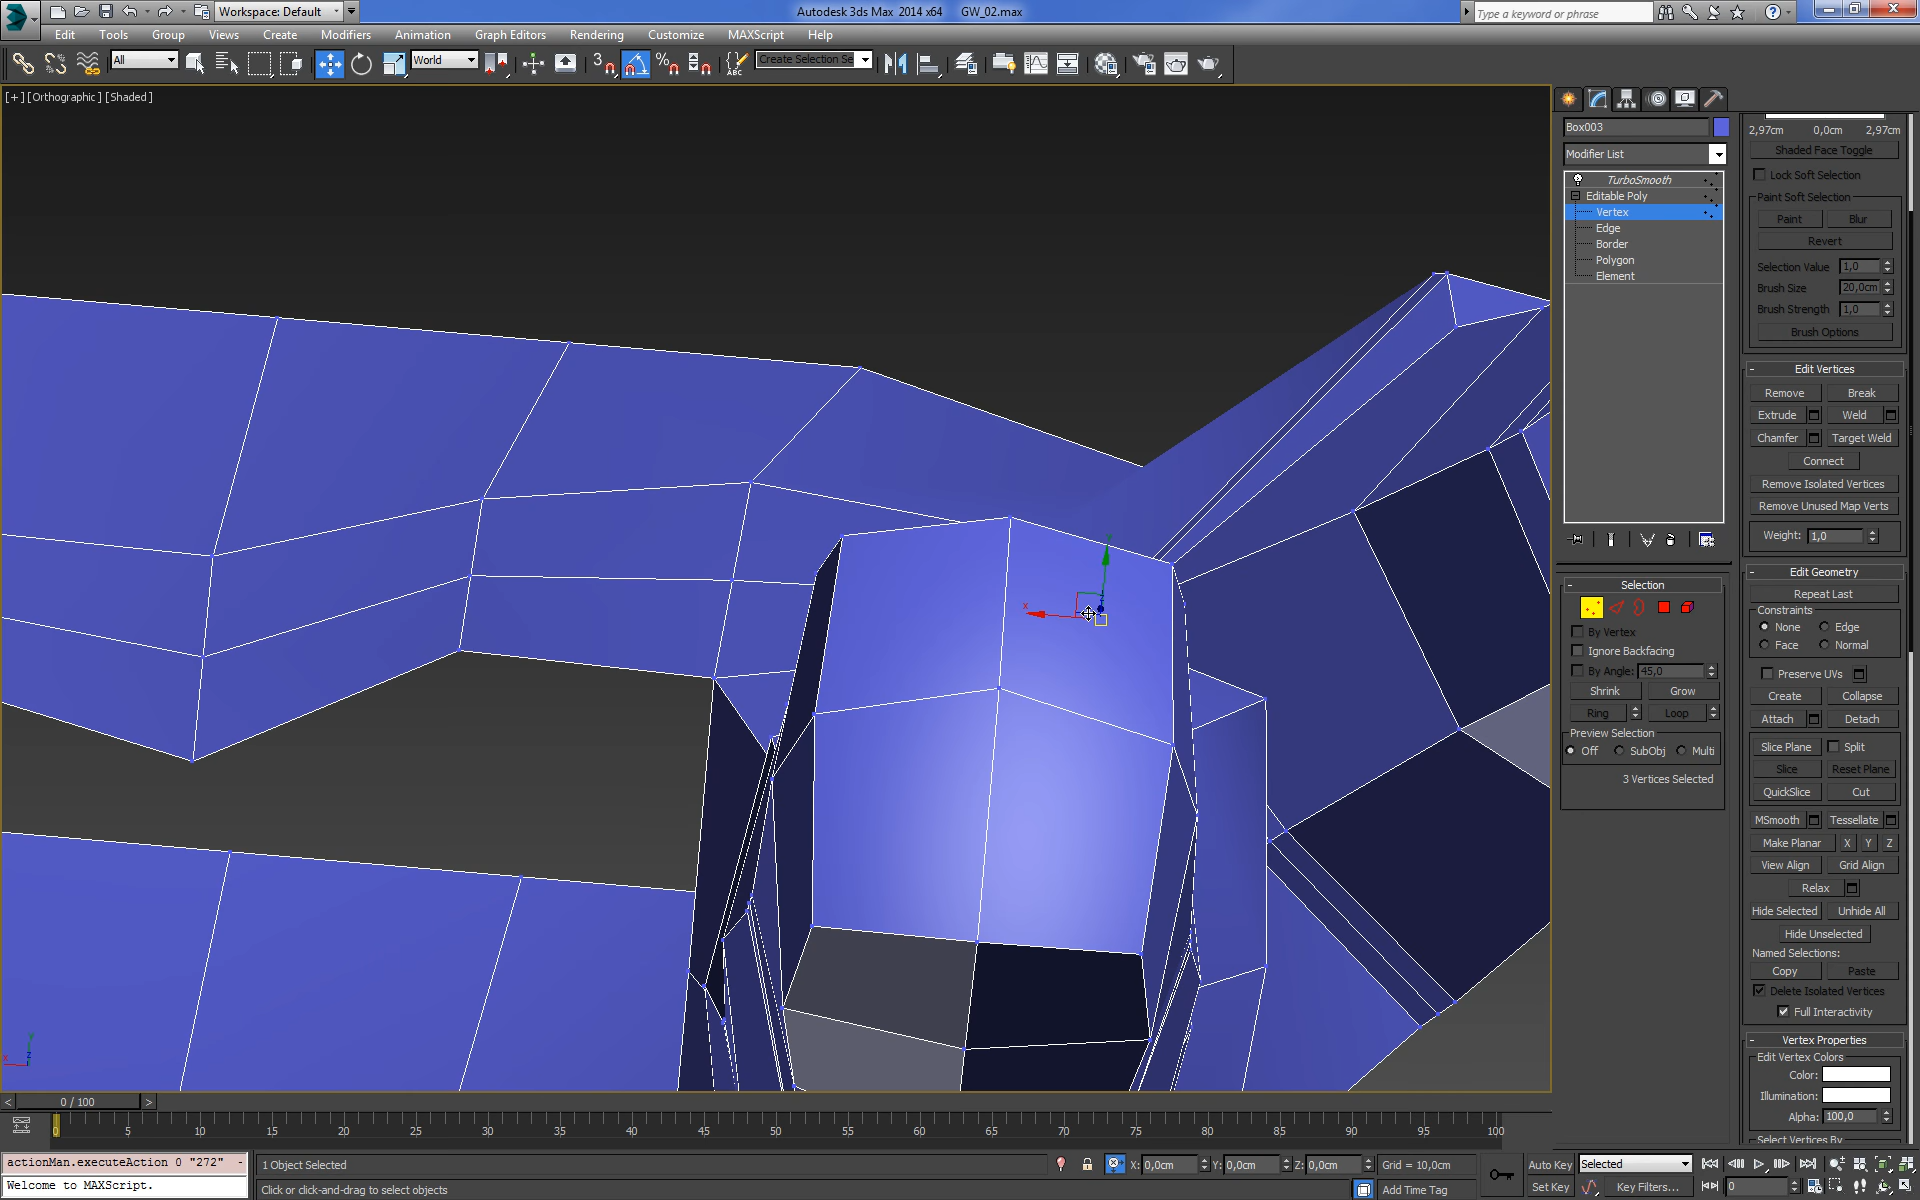 Workspace: Default
Autodesk 3ds Max 2014 x64 GW_02.max
Type a keyword or phrase
Edit Tools Group Views Create Modifiers Animation Graph Editors Rendering Customize MAXScript Help
All World 3 Create Selection Se
[+] [Orthographic] [Shaded]
Box003
Modifier List
TurboSmooth
Editable Poly
Vertex
Edge
Border
Polygon
Element
Selection
By Vertex
Ignore Backfacing
By Angle: 45,0
Shrink Grow
Ring Loop
Preview Selection
Off SubObj Multi
3 Vertices Selected
2,97cm 0,0cm 2,97cm
Shaded Face Toggle
Lock Soft Selection
Paint Soft Selection
Paint Blur
Revert
Selection Value 1,0
Brush Size 20,0cm
Brush Strength 1,0
Brush Options
- Edit Vertices
Remove Break
Extrude Weld
Chamfer Target Weld
Connect
Remove Isolated Vertices
Remove Unused Map Verts
Weight: 1,0
- Edit Geometry
Repeat Last
Constraints
None Edge
Face Normal
Preserve UVs
Create Collapse
Attach Detach
Slice Plane Split
Slice Reset Plane
QuickSlice Cut
MSmooth Tessellate
Make Planar X Y Z
View Align Grid Align
Relax
Hide Selected Unhide All
Hide Unselected
Named Selections:
Copy Paste
Delete Isolated Vertices
Full Interactivity
- Vertex Properties
Edit Vertex Colors
Color:
Illumination:
Alpha: 100,0
Select Vertices By
x
x y z
< 0 / 100 >
0 5 10 15 20 25 30 35 40 45 50 55 60 65 70 75 80 85 90 95 100
actionMan.executeAction 0 "272" -
Welcome to MAXScript.
1 Object Selected
Click or click-and-drag to select objects
X: 0,0cm Y: 0,0cm Z: 0,0cm
Grid = 10,0cm
Add Time Tag
Auto Key Selected
Set Key Key Filters...
0